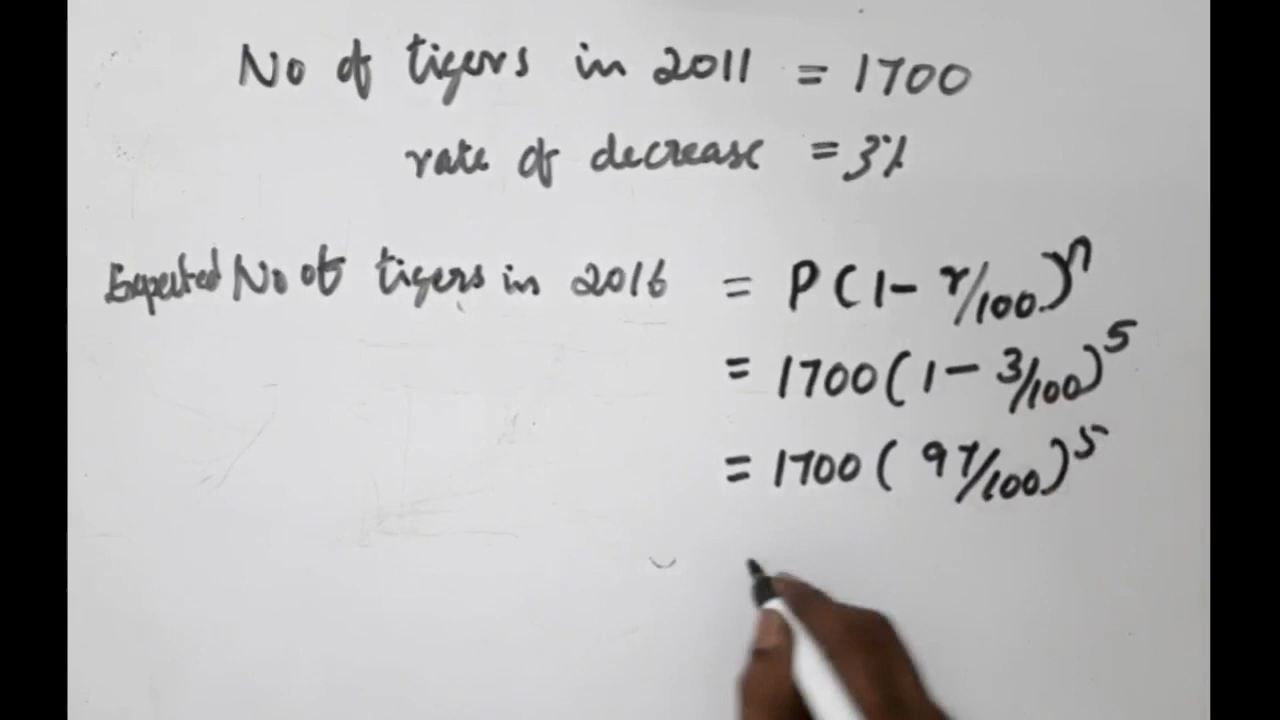 No of tigers in 2011 = 1700
rate of decrease = 3%
Expected No of tigers in 2016 = P(1- r/100)^n
= 1700(1- 3/100)^5
= 1700(97/100)^5